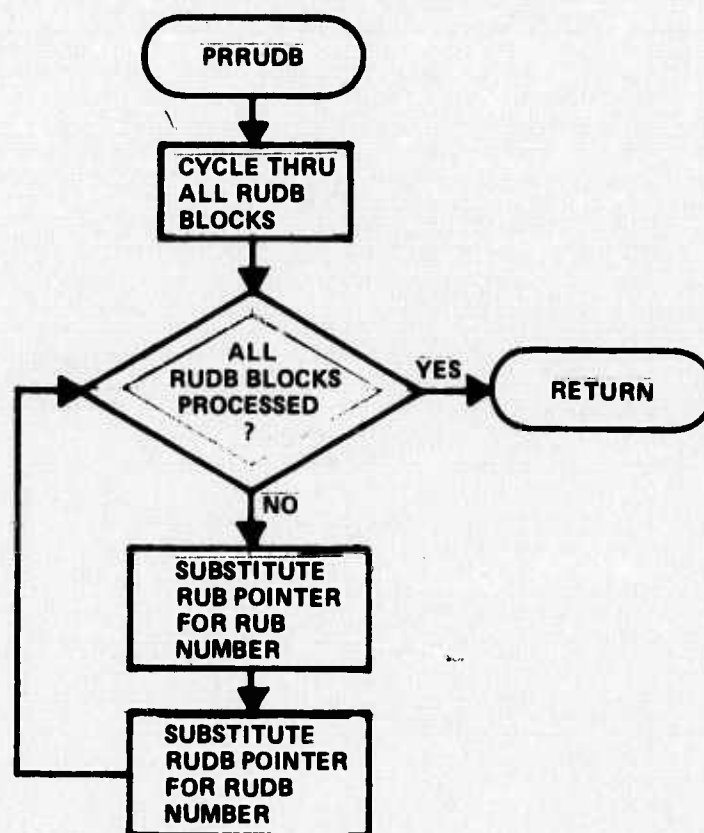 PRRUDB
CYCLE THRU
ALL RUDB
BLOCKS
ALL
RUDB BLOCKS
PROCESSED
?
YES
RETURN
NO
SUBSTITUTE
RUB POINTER
FOR RUB
NUMBER
SUBSTITUTE
RUDB POINTER
FOR RUDB
NUMBER